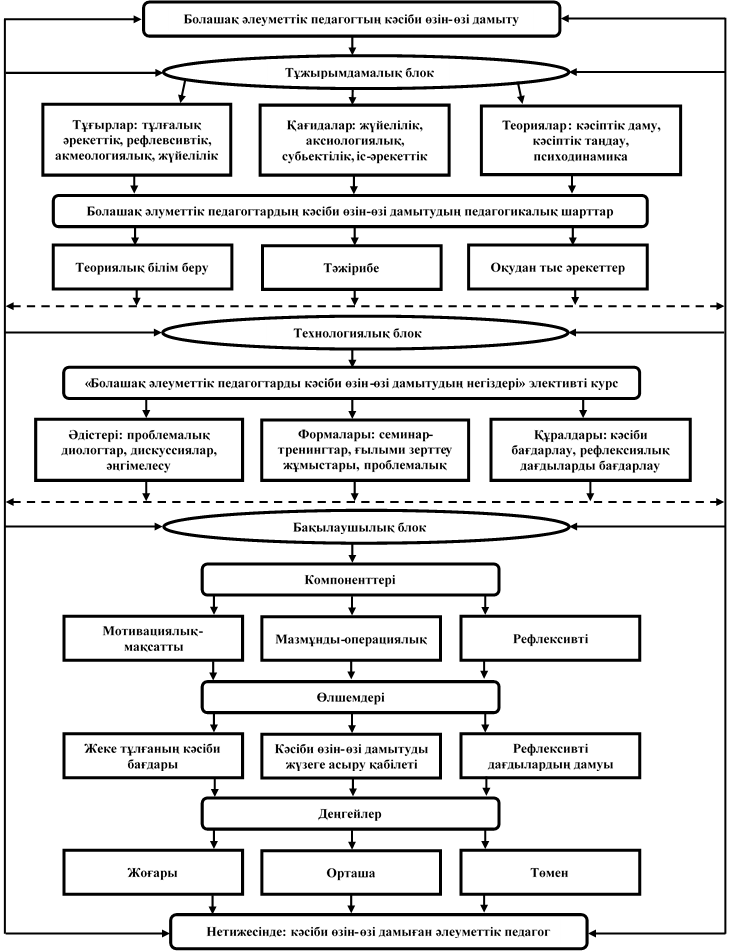 Болашақ әлеуметтік педагогтың кәсіби өзін-өзі дамыту
Тұжырымдамалық блок
Тұғырлар: тұлғалық
әрекеттік, рефлевсивтік,
акмеологиялық, жүйелілік
Қағидалар: жүйелілік,
аксиологиялық,
субьектілік, іс-әрекеттік
Теориялар: кәсіптік даму,
кәсіптік таңдау,
психодинамика
Болашақ әлуметтік педагогтардың кәсіби өзін-өзі дамытудың педагогикалық шарттар
Теориялық білім беру
Тәжірибе
Оқудан тыс әрекеттер
Технологиялық блок
«Болашақ әлеуметтік педагогтарды кәсіби өзін-өзі дамытудың негіздері» элективті курс
Әдістері: проблемалық
диологтар, дискуссиялар,
әңгімелесу
Формалары: семинар-
тренингтар, ғылыми зерттеу
жұмыстары, проблемалық
Құралдары: кәсіби
бағдарлау, рефлексиялық
дағдыларды бағдарлау
Бақылаушылық блок
Компоненттері
Мотивациялық-
мақсатты
Мазмұнды-операциялық
Рефлексивті
Өлшемдері
Жеке тұлғаның кәсіби
бағдары
Кәсіби өзін-өзі дамытуды
жүзеге асыру қабілеті
Рефлексивті
дағдылардың дамуы
Деңгейлер
Жоғары
Орташа
Төмен
Нетижесінде: кәсіби өзін-өзі дамыған әлеуметтік педагог